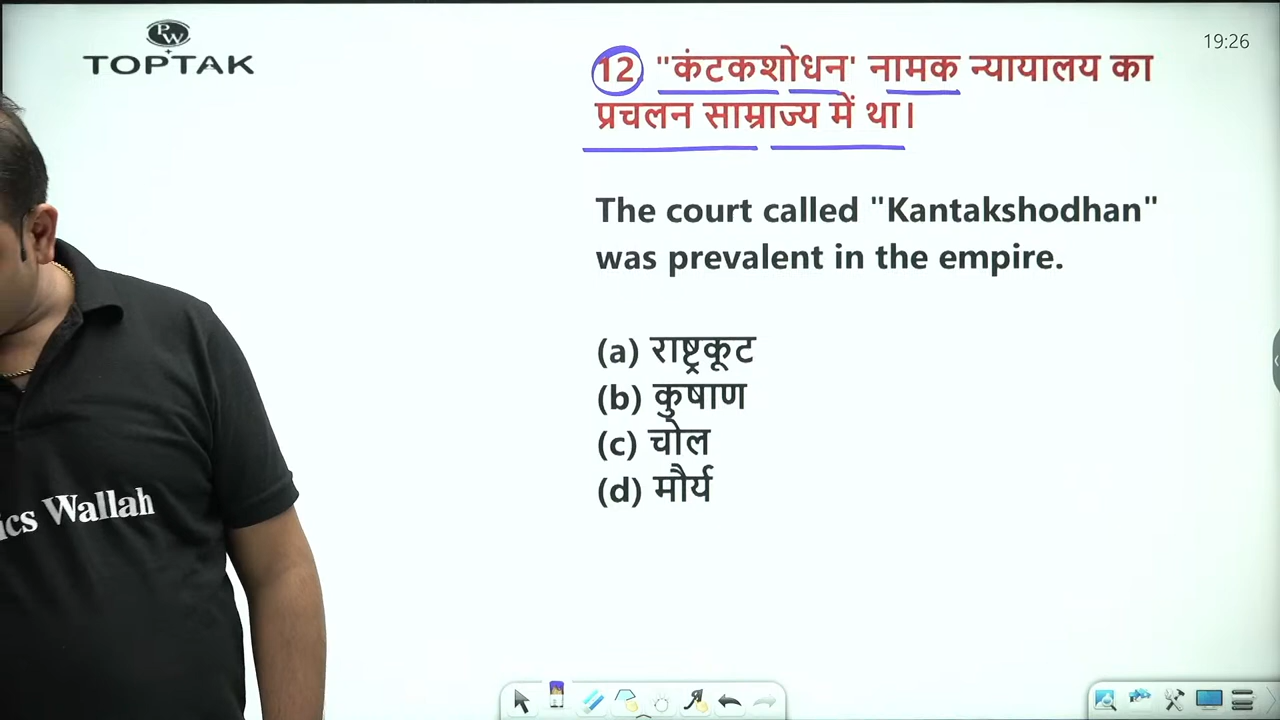 PW
TOPTAK
19:26
12 "कंटकशोधन' नामक न्यायालय का
प्रचलन साम्राज्य में था।
The court called "Kantakshodhan"
was prevalent in the empire.
(a) राष्ट्रकूट
(b) कुषाण
(c) चोल
(d) मौर्य
ics Wallah